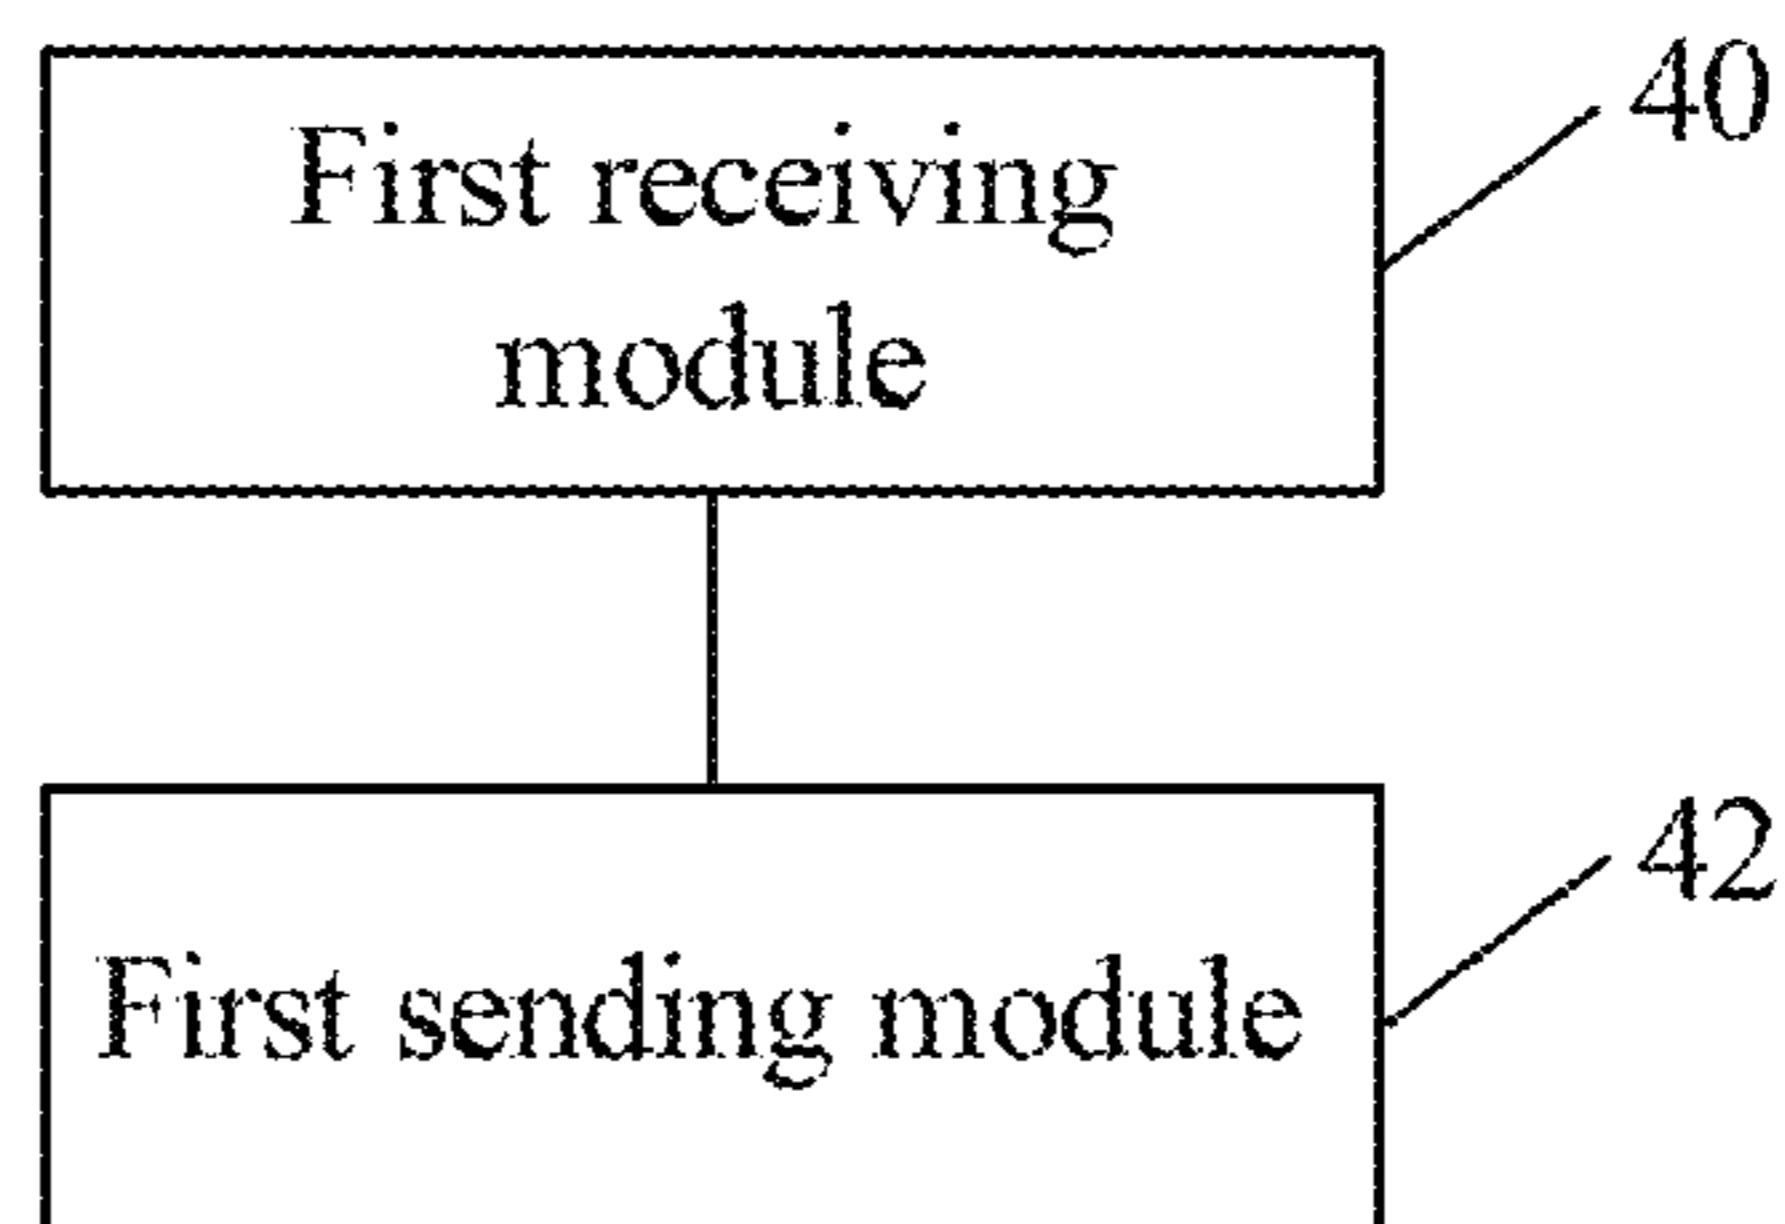 First receiving
module
40
First sending module
42